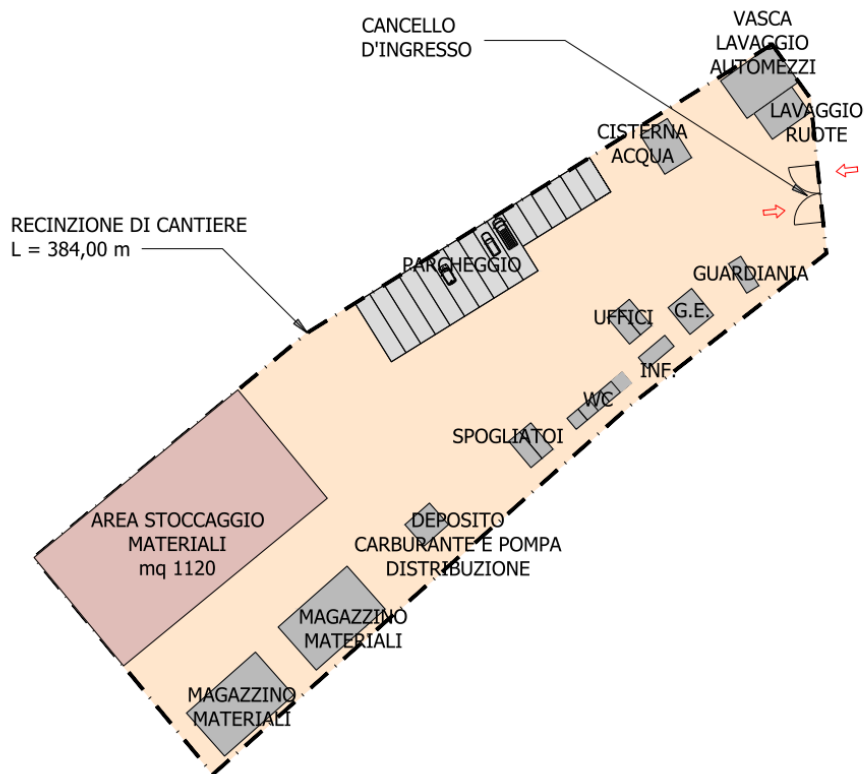 VASCA
LAVAGGIO
AUTOMEZZI
CANCELLO
D'INGRESSO
LAVAGGIO
RUOTE
CISTERNA
ACQUA
RECINZIONE DI CANTIERE
L = 384,00 m
PARCHEGGIO
GUARDIANIA
G.E.
UFFICI
INF.
WC
SPOGLIATOI
AREA STOCCAGGIO
MATERIALI
mq 1120
DEPOSITO
CARBURANTE E POMPA
DISTRIBUZIONE
MAGAZZINO
MATERIALI
MAGAZZINO
MATERIALI